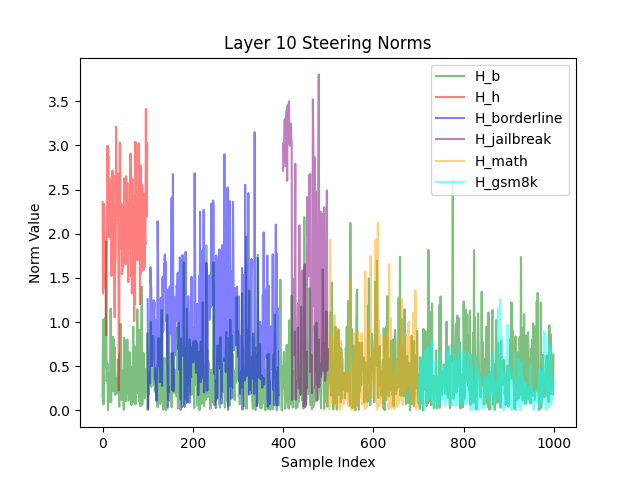 Layer 10 Steering Norms
Norm Value
3.5
3.0
2.5
2.0
1.5
1.0
0.5
0.0
H_b
H_h
H_borderline
H_jailbreak
H_math
H_gsm8k
0 200 400 600 800 1000
Sample Index